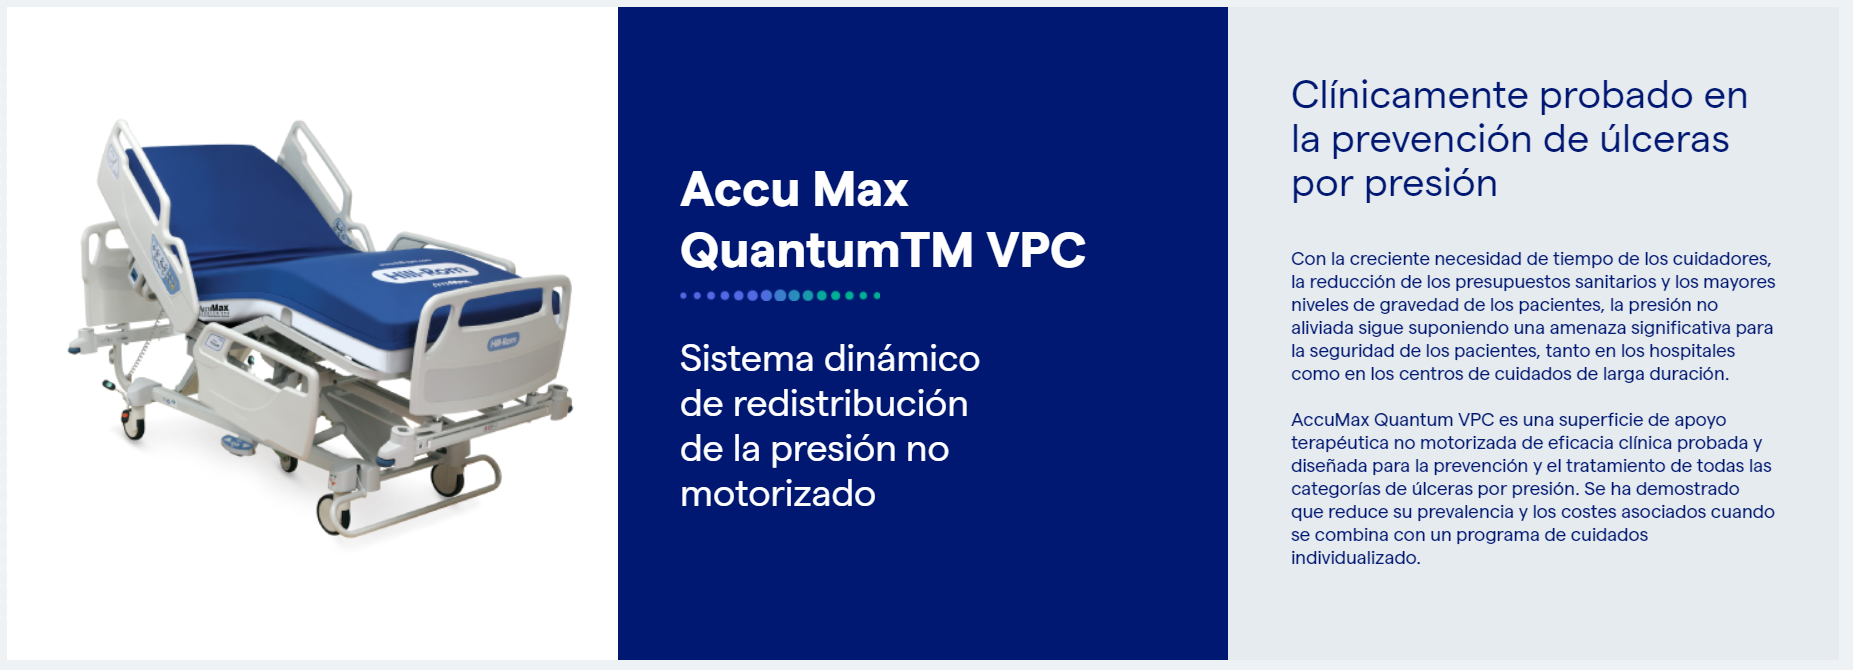 Hill-Rom
AccuMax
Hill-Rom
Accu Max
QuantumTM VPC
Sistema dinámico
de redistribución
de la presión no
motorizado
Clínicamente probado en
la prevención de úlceras
por presión
Con la creciente necesidad de tiempo de los cuidadores,
la reducción de los presupuestos sanitarios y los mayores
niveles de gravedad de los pacientes, la presión no
aliviada sigue suponiendo una amenaza significativa para
la seguridad de los pacientes, tanto en los hospitales
como en los centros de cuidados de larga duración.
AccuMax Quantum VPC es una superficie de apoyo
terapéutica no motorizada de eficacia clínica probada y
diseñada para la prevención y el tratamiento de todas las
categorías de úlceras por presión. Se ha demostrado
que reduce su prevalencia y los costes asociados cuando
se combina con un programa de cuidados
individualizado.